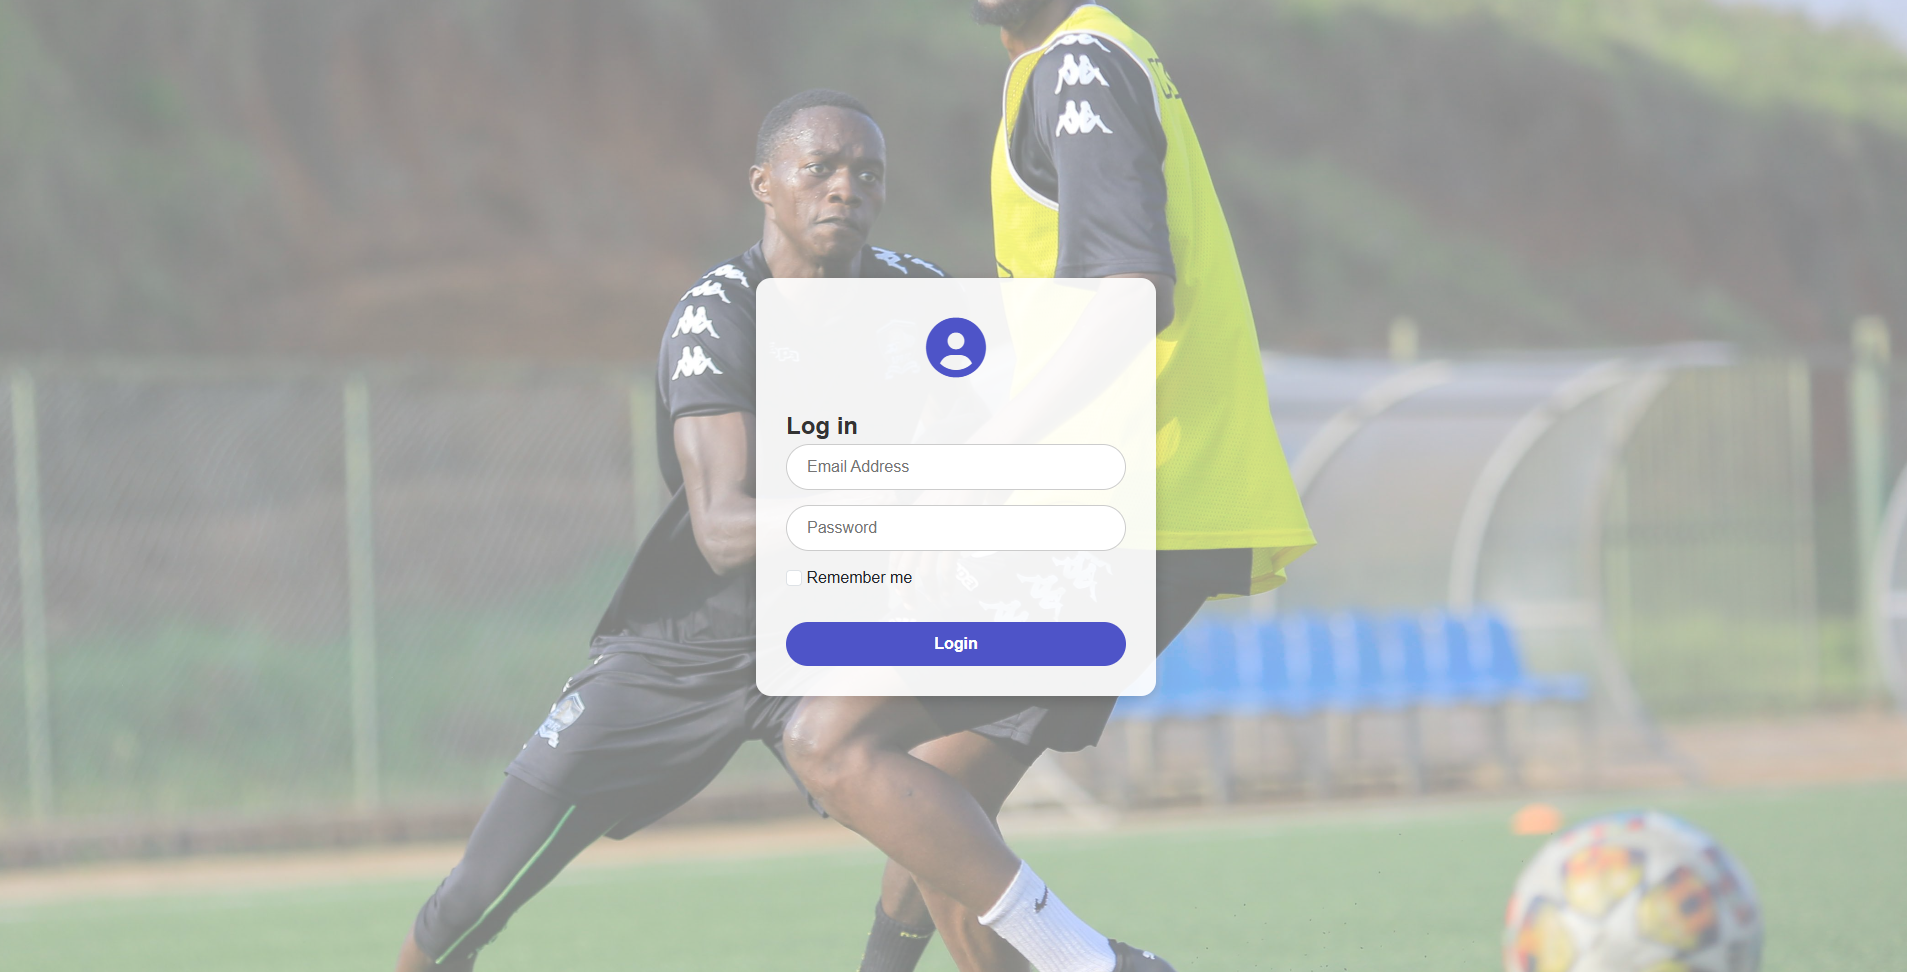 Log in
Email Address
Password
Remember me
Login